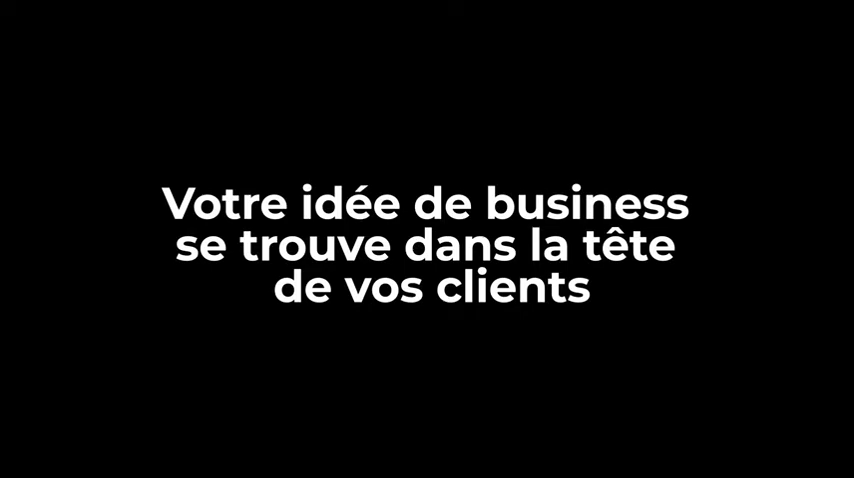 Votre idée de business
se trouve dans la tête
de vos clients